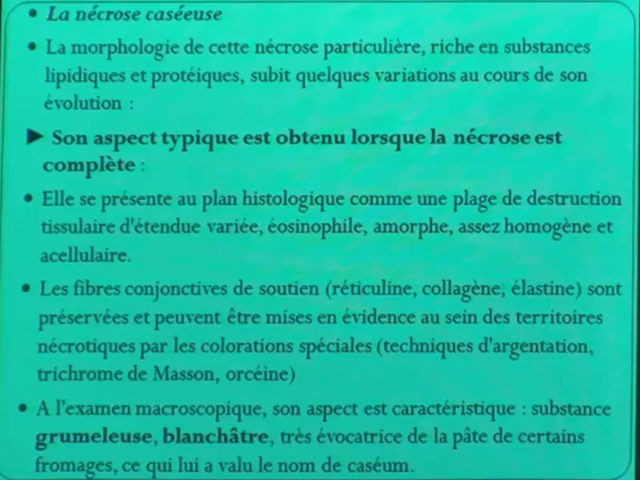 • La nécrose caséeuse
• La morphologie de cette nécrose particulière, riche en substances
lipidiques et protéiques, subit quelques variations au cours de son
évolution :
► Son aspect typique est obtenu lorsque la nécrose est
complète :
• Elle se présente au plan histologique comme une plage de destruction
tissulaire d'étendue variée, éosinophile, amorphe, assez homogène et
acellulaire.
• Les fibres conjonctives de soutien (réticuline, collagène, élastine) sont
préservées et peuvent être mises en évidence au sein des territoires
nécrotiques par les colorations spéciales (techniques d'argentation,
trichrome de Masson, orcéine)
• A l'examen macroscopique, son aspect est caractéristique : substance
grumeleuse, blanchâtre, très évocatrice de la pâte de certains
fromages, ce qui lui a valu le nom de caséum.